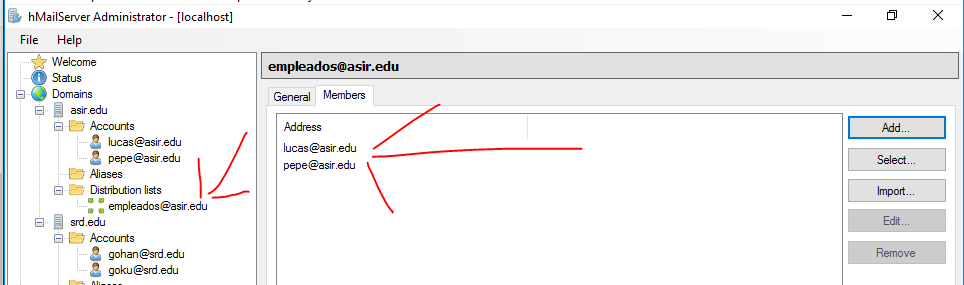 hMailServer Administrator - [localhost]
File Help
Welcome
Status
Domains
asir.edu
Accounts
lucas@asir.edu
pepe@asir.edu
Aliases
Distribution lists
empleados@asir.edu
srd.edu
Accounts
gohan@srd.edu
goku@srd.edu
empleados@asir.edu
General Members
Address
lucas@asir.edu
pepe@asir.edu
Add...
Select...
Import...
Edit...
Remove